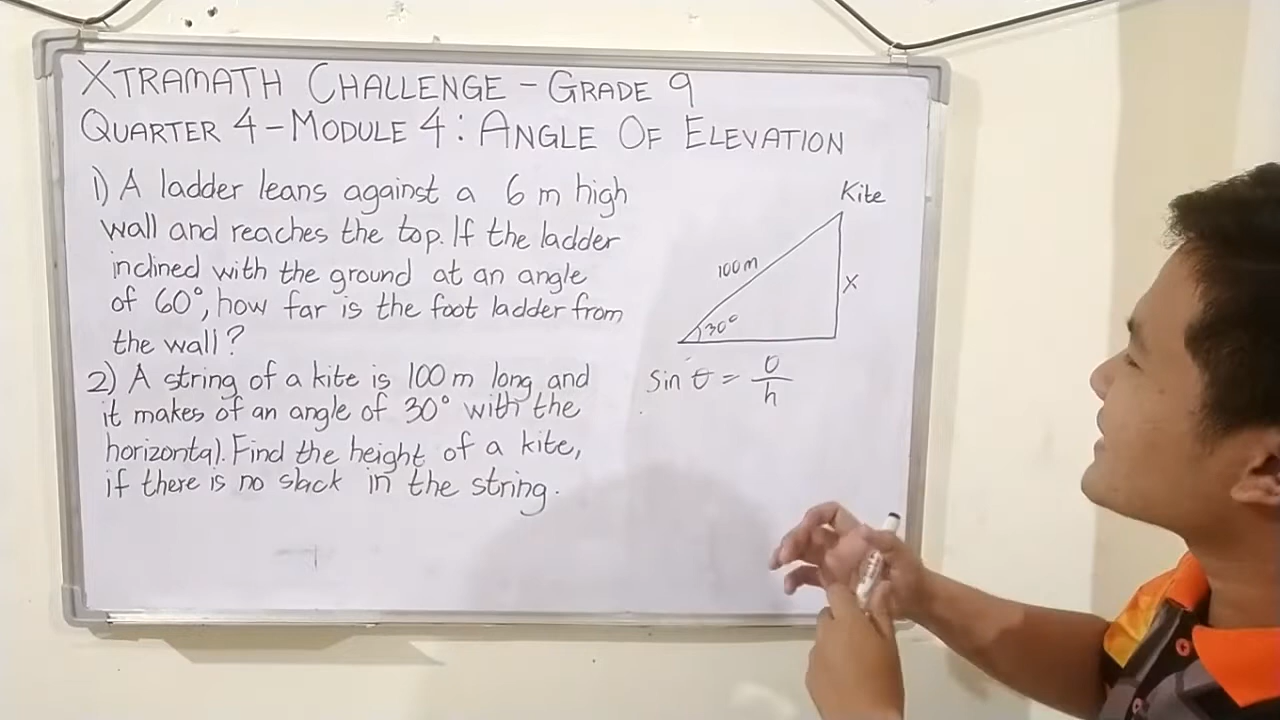 XTRAMATH CHALLENGE - GRADE 9
QUARTER 4 - MODULE 4: ANGLE OF ELEVATION
1) A ladder leans against a 6 m high
wall and reaches the top. If the ladder
inclined with the ground at an angle
of 60°, how far is the foot ladder from
the wall?
2) A string of a kite is 100 m long and
it makes of an angle of 30° with the
horizontal. Find the height of a kite,
if there is no slack in the string.
Kite
100m
x
30°
sin θ = o/h